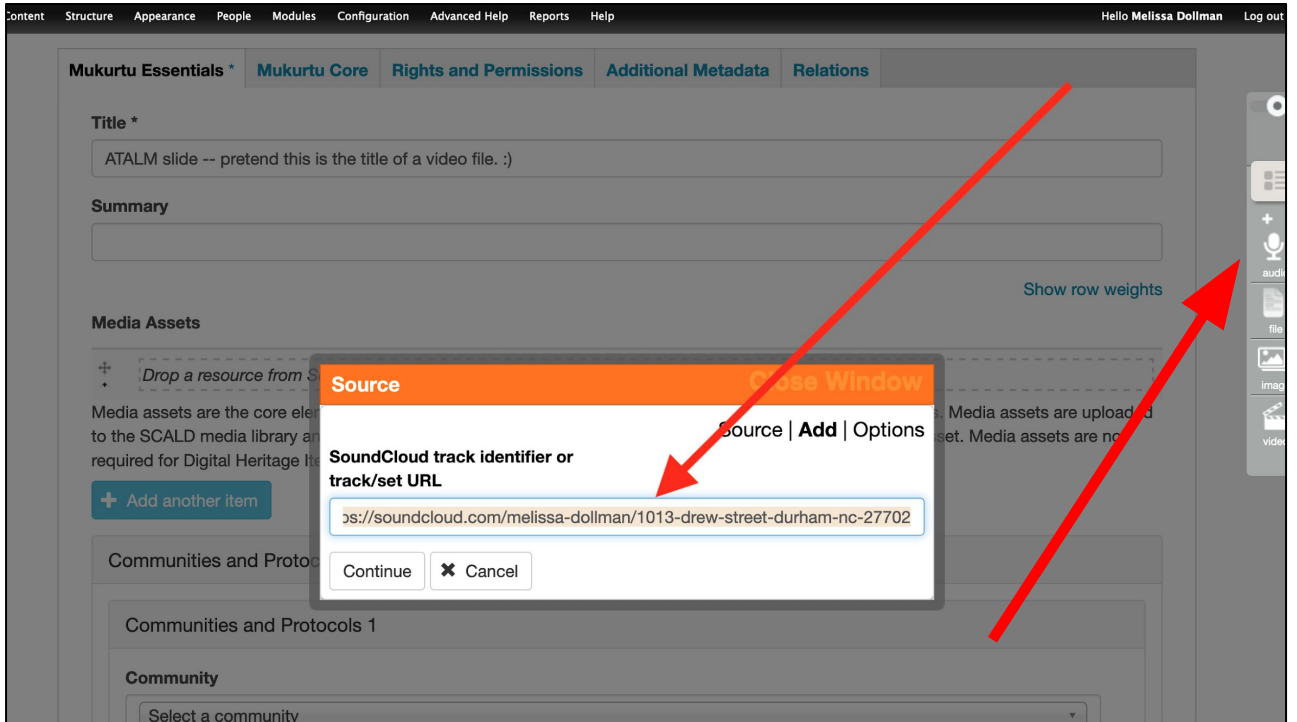 Content Structure Appearance People Modules Configuration Advanced Help Reports Help Hello Melissa Dollman Log out
Mukurtu Essentials * Mukurtu Core Rights and Permissions Additional Metadata Relations
Title *
ATALM slide -- pretend this is the title of a video file. :)
Summary
Show row weights
Media Assets
Drop a resource from S
Source Close Window
Media assets are the core ele . Media assets are uploaded
Source | Add | Options
to the SCALD media library an set. Media assets are no
SoundCloud track identifier or
track/set URL
required for Digital Heritage Ite
os://soundcloud.com/melissa-dollman/1013-drew-street-durham-nc-27702
+ Add another item
Continue ✖ Cancel
Communities and Protoc
Communities and Protocols 1
Community
Select a community
+
audio
file
imag
video